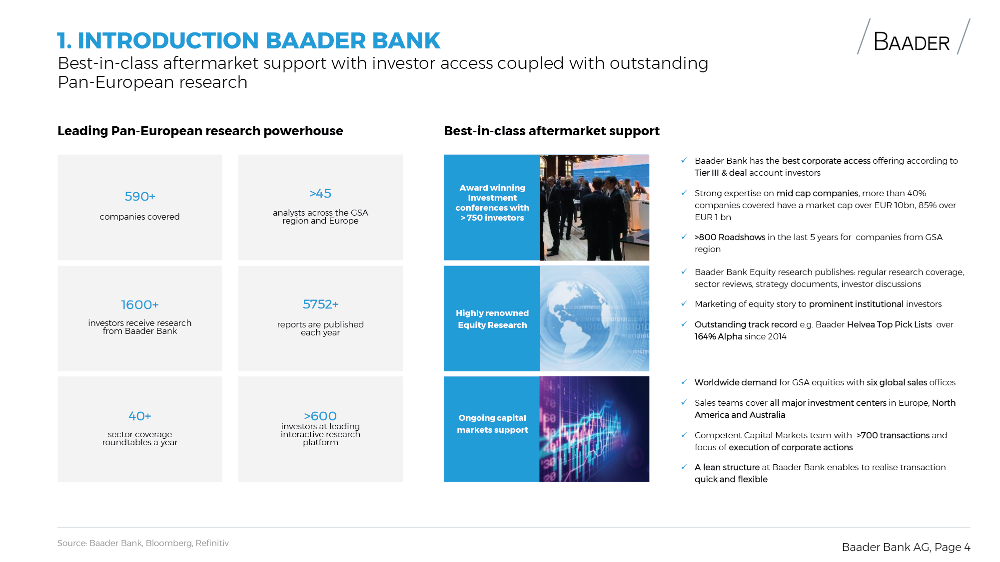 1. INTRODUCTION BAADER BANK
Best-in-class aftermarket support with investor access coupled with outstanding
Pan-European research
BAADER
Leading Pan-European research powerhouse
590+
companies covered
>45
analysts across the GSA
region and Europe
1600+
investors receive research
from Baader Bank
5752+
reports are published
each year
40+
sector coverage
roundtables a year
>600
investors at leading
interactive research
platform
Best-in-class aftermarket support
Award winning
Investment
conferences with
> 750 investors
✓ Baader Bank has the best corporate access offering according to
Tier III & deal account investors
✓ Strong expertise on mid cap companies, more than 40%
companies covered have a market cap over EUR 10bn, 85% over
EUR 1 bn
✓ >800 Roadshows in the last 5 years for  companies from GSA
region
Highly renowned
Equity Research
✓ Baader Bank Equity research publishes: regular research coverage,
sector reviews, strategy documents, investor discussions
✓ Marketing of equity story to prominent institutional investors
✓ Outstanding track record e.g. Baader Helvea Top Pick Lists  over
164% Alpha since 2014
Ongoing capital
markets support
✓ Worldwide demand for GSA equities with six global sales offices
✓ Sales teams cover all major investment centers in Europe, North
America and Australia
✓ Competent Capital Markets team with  >700 transactions and
focus of execution of corporate actions
✓ A lean structure at Baader Bank enables to realise transaction
quick and flexible
Source: Baader Bank, Bloomberg, Refinitiv
Baader Bank AG, Page 4